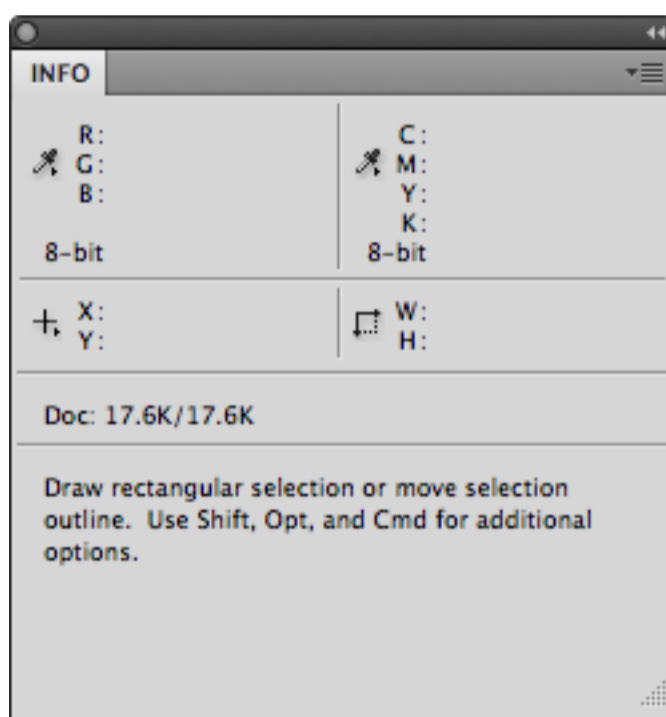 INFO
R:
G:
B:
8-bit
C:
M:
Y:
K:
8-bit
X:
Y:
W:
H:
Doc: 17.6K/17.6K
Draw rectangular selection or move selection
outline.  Use Shift, Opt, and Cmd for additional
options.